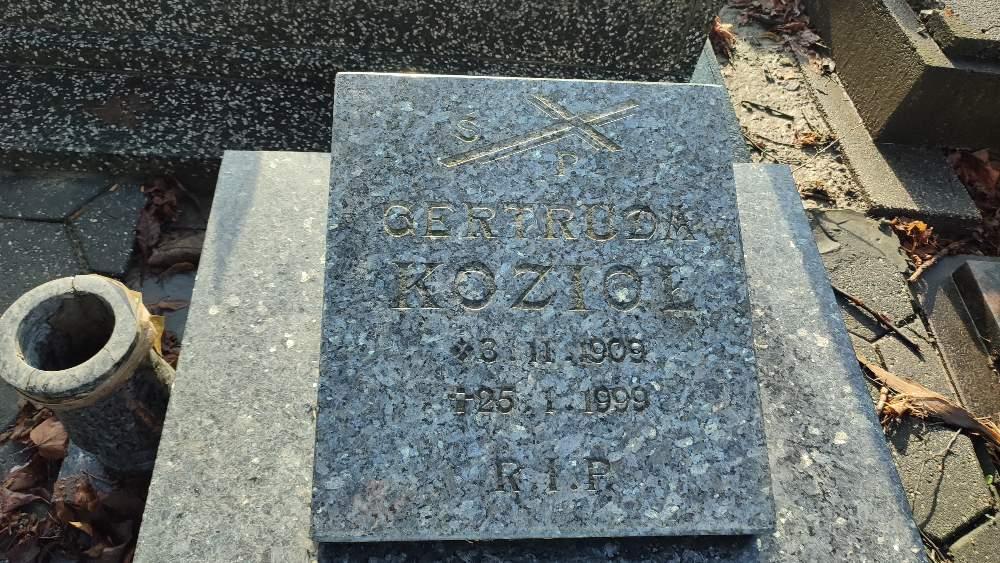 Ś
P
GERTRUDA
KOZIOŁ
* 3. 11. 1909
† 25. 1. 1999
R.I.P.